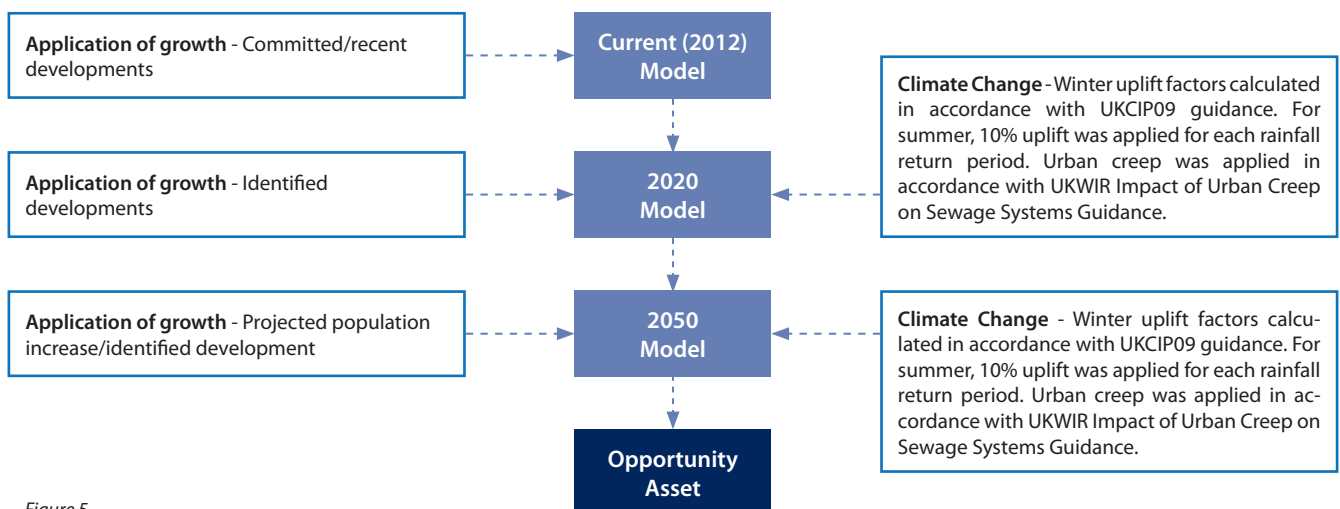 Application of growth - Committed/recent
developments
Current (2012)
Model
Climate Change - Winter uplift factors calculated
in accordance with UKCIP09 guidance. For
summer, 10% uplift was applied for each rainfall
return period. Urban creep was applied in
accordance with UKWIR Impact of Urban Creep
on Sewage Systems Guidance.
Application of growth - Identified
developments
2020
Model
Application of growth - Projected population
increase/identified development
2050
Model
Climate Change - Winter uplift factors calcu-
lated in accordance with UKCIP09 guidance. For
summer, 10% uplift was applied for each rainfall
return period. Urban creep was applied in ac-
cordance with UKWIR Impact of Urban Creep on
Sewage Systems Guidance.
Opportunity
Asset
Figure 5